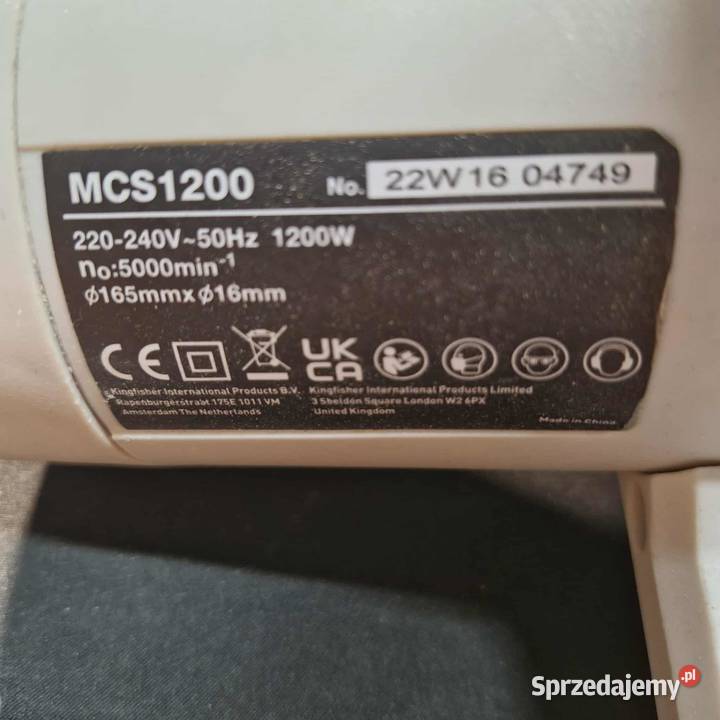 MCS1200 No. 22W16 04749
220-240V~50Hz 1200W
no:5000min-1
ϕ165mmxϕ16mm
CE UK CA
Kingfisher International Products B.V. Kingfisher International Products Limited
Rapenburgerstraat 175E 1011 VM 3 Sheldon Square London W2 6PX
Amsterdam The Netherlands United Kingdom
Made in China
Sprzedajemy.pl